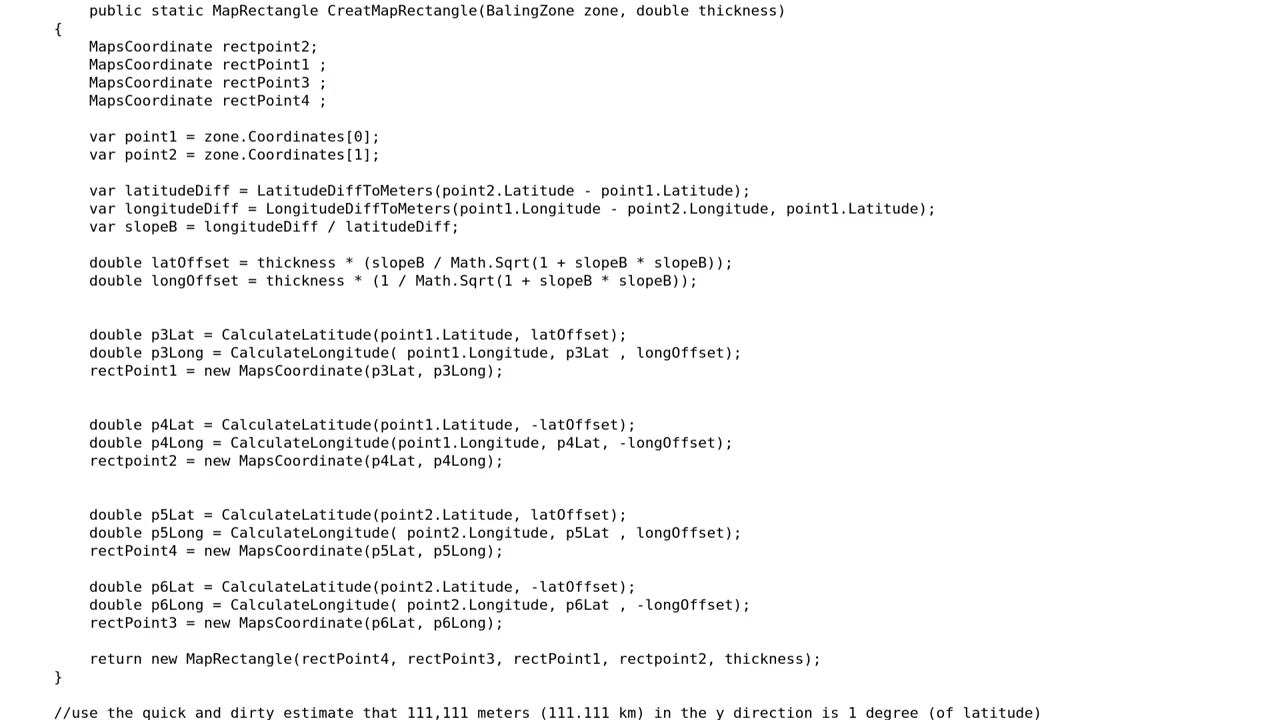 public static MapRectangle CreatMapRectangle(BalingZone zone, double thickness)
{
MapsCoordinate rectpoint2;
MapsCoordinate rectPoint1 ;
MapsCoordinate rectPoint3 ;
MapsCoordinate rectPoint4 ;
var point1 = zone.Coordinates[0];
var point2 = zone.Coordinates[1];
var latitudeDiff = LatitudeDiffToMeters(point2.Latitude - point1.Latitude);
var longitudeDiff = LongitudeDiffToMeters(point1.Longitude - point2.Longitude, point1.Latitude);
var slopeB = longitudeDiff / latitudeDiff;
double latOffset = thickness * (slopeB / Math.Sqrt(1 + slopeB * slopeB));
double longOffset = thickness * (1 / Math.Sqrt(1 + slopeB * slopeB));
double p3Lat = CalculateLatitude(point1.Latitude, latOffset);
double p3Long = CalculateLongitude( point1.Longitude, p3Lat , longOffset);
rectPoint1 = new MapsCoordinate(p3Lat, p3Long);
double p4Lat = CalculateLatitude(point1.Latitude, -latOffset);
double p4Long = CalculateLongitude(point1.Longitude, p4Lat, -longOffset);
rectpoint2 = new MapsCoordinate(p4Lat, p4Long);
double p5Lat = CalculateLatitude(point2.Latitude, latOffset);
double p5Long = CalculateLongitude( point2.Longitude, p5Lat , longOffset);
rectPoint4 = new MapsCoordinate(p5Lat, p5Long);
double p6Lat = CalculateLatitude(point2.Latitude, -latOffset);
double p6Long = CalculateLongitude( point2.Longitude, p6Lat , -longOffset);
rectPoint3 = new MapsCoordinate(p6Lat, p6Long);
return new MapRectangle(rectPoint4, rectPoint3, rectPoint1, rectpoint2, thickness);
}
//use the quick and dirty estimate that 111,111 meters (111.111 km) in the y direction is 1 degree (of latitude)